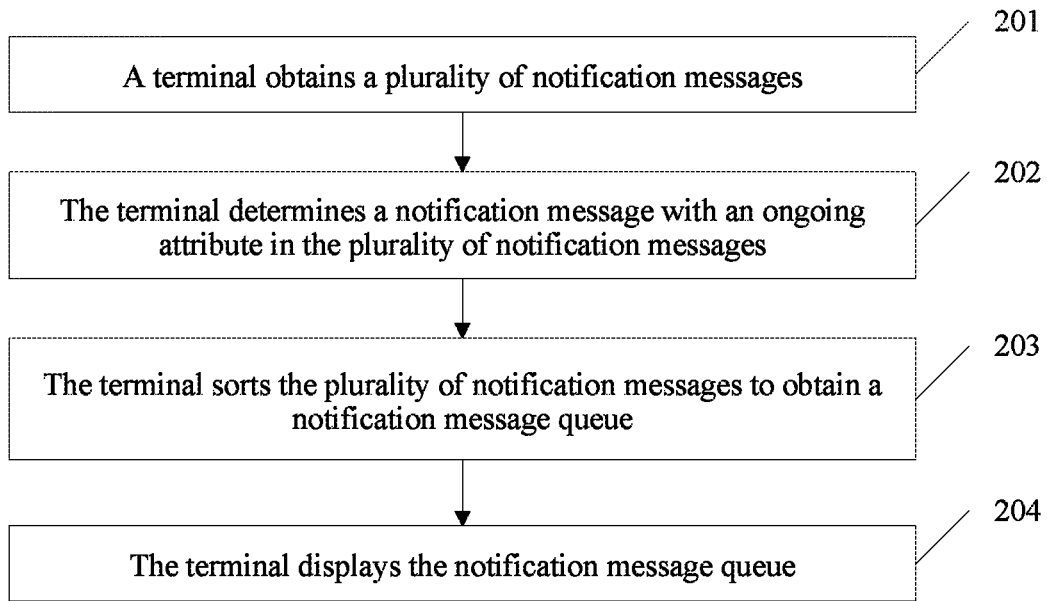 201
A terminal obtains a plurality of notification messages
202
The terminal determines a notification message with an ongoing
attribute in the plurality of notification messages
203
The terminal sorts the plurality of notification messages to obtain a
notification message queue
204
The terminal displays the notification message queue